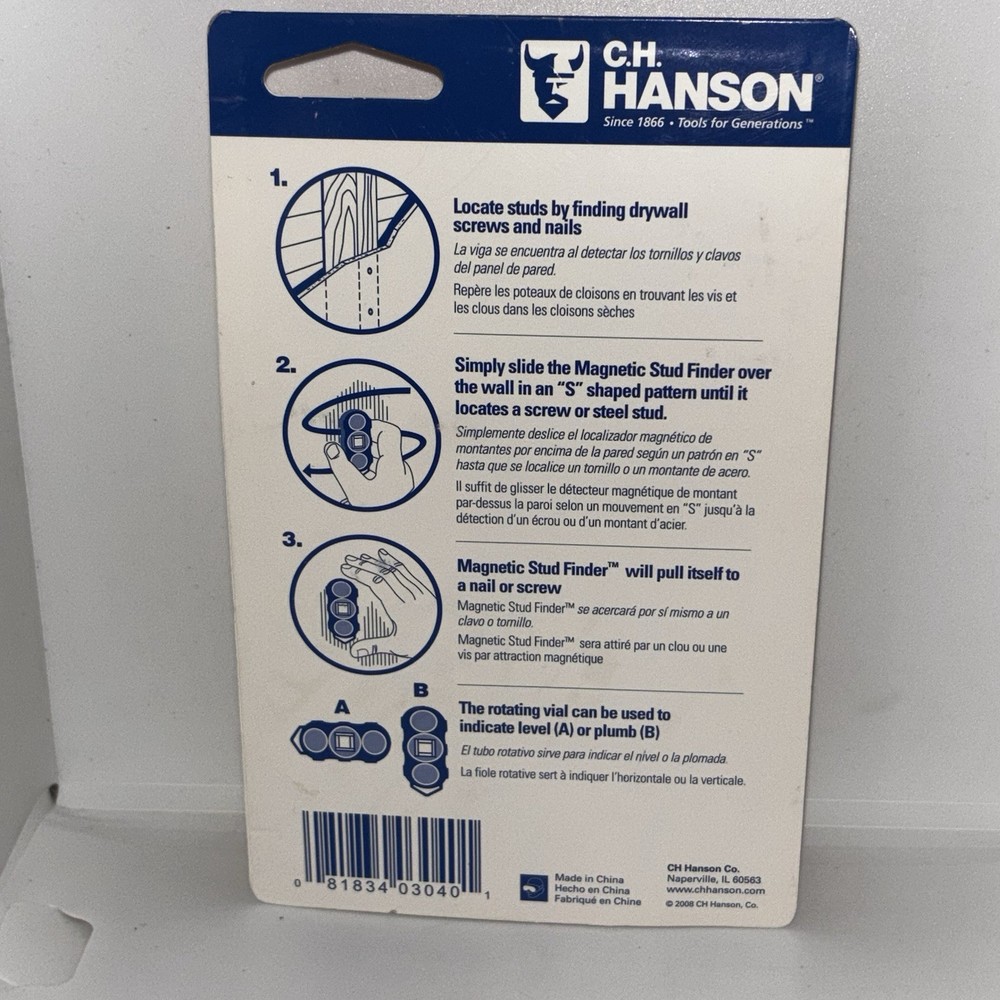 C.H.
HANSON®
Since 1866 • Tools for Generations™
1.
Locate studs by finding drywall
screws and nails
La viga se encuentra al detectar los tornillos y clavos
del panel de pared.
Repère les poteaux de cloisons en trouvant les vis et
les clous dans les cloisons sèches
2.
Simply slide the Magnetic Stud Finder over
the wall in an “S” shaped pattern until it
locates a screw or steel stud.
Simplemente deslice el localizador magnético de
montantes por encima de la pared según un patrón en “S”
hasta que se localice un tornillo o un montante de acero.
Il suffit de glisser le détecteur magnétique de montant
par-dessus la paroi selon un mouvement en “S” jusqu’à la
détection d’un écrou ou d’un montant d’acier.
3.
Magnetic Stud Finder™ will pull itself to
a nail or screw
Magnetic Stud Finder™ se acercará por sí mismo a un
clavo o tornillo.
Magnetic Stud Finder™ sera attiré par un clou ou une
vis par attraction magnétique
A
B
The rotating vial can be used to
indicate level (A) or plumb (B)
El tubo rotativo sirve para indicar el nivel o la plomada.
La fiole rotative sert à indiquer l’horizontale ou la verticale.
0 81834 03040 1
Made in China
Hecho en China
Fabriqué en Chine
CH Hanson Co.
Naperville, IL 60563
www.chhanson.com
© 2008 CH Hanson, Co.